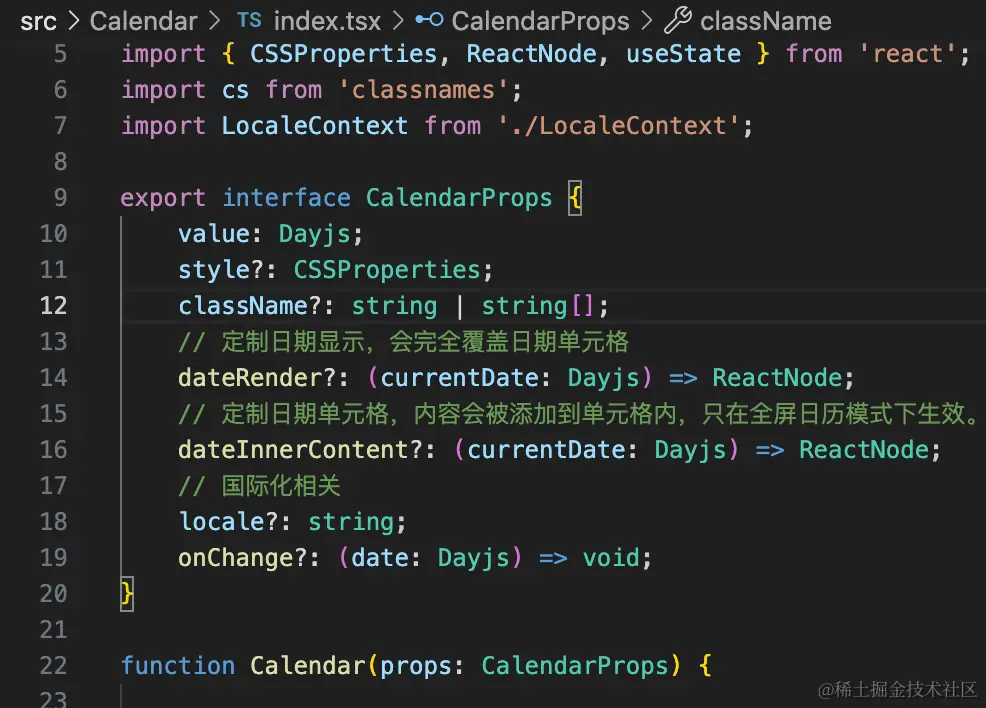 src > Calendar > TS index.tsx > CalendarProps > className
5 import { CSSProperties, ReactNode, useState } from 'react';
6 import cs from 'classnames';
7 import LocaleContext from './LocaleContext';
8
9 export interface CalendarProps {
10 value: Dayjs;
11 style?: CSSProperties;
12 className?: string | string[];
13 // 定制日期显示，会完全覆盖日期单元格
14 dateRender?: (currentDate: Dayjs) => ReactNode;
15 // 定制日期单元格，内容会被添加到单元格内，只在全屏日历模式下生效。
16 dateInnerContent?: (currentDate: Dayjs) => ReactNode;
17 // 国际化相关
18 locale?: string;
19 onChange?: (date: Dayjs) => void;
20 }
21
22 function Calendar(props: CalendarProps) {
23
@稀土掘金技术社区